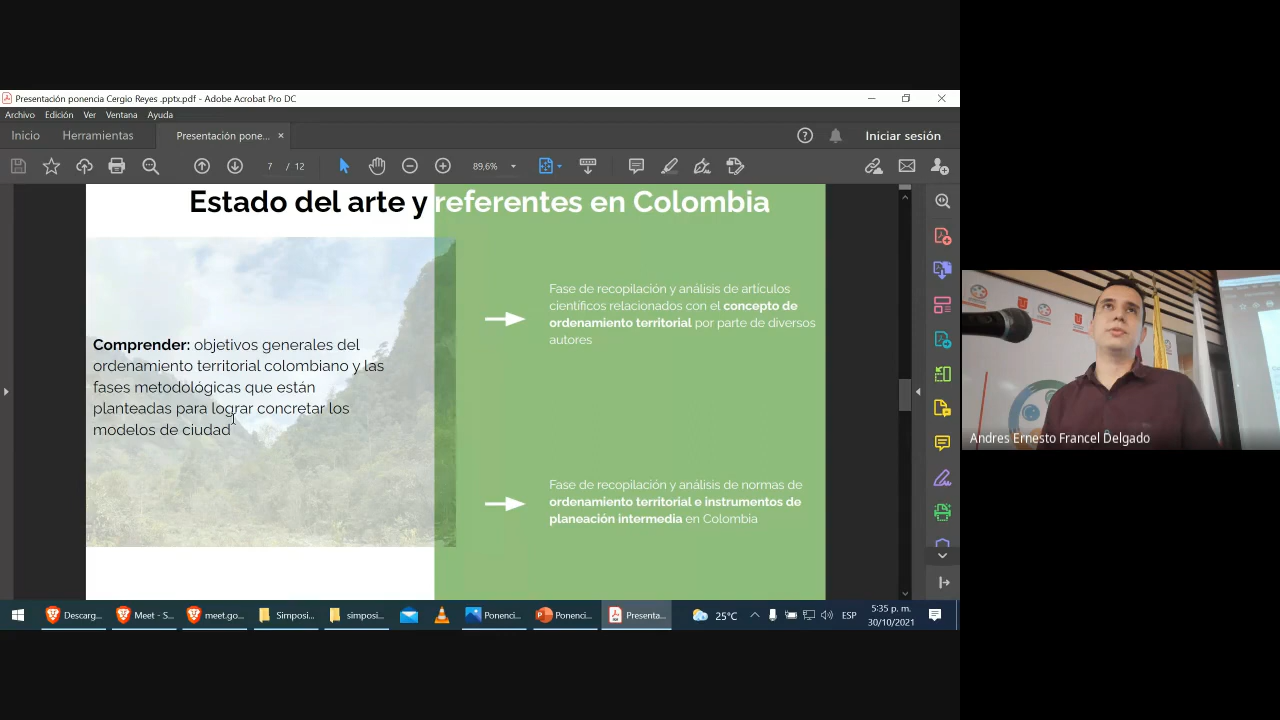 Presentación ponencia Cergio Reyes .pptx.pdf - Adobe Acrobat Pro DC
Archivo Edición Ver Ventana Ayuda
Inicio Herramientas Presentación pone... × Iniciar sesión
7 / 12 89,6%
Estado del arte y referentes en Colombia
Comprender: objetivos generales del
ordenamiento territorial colombiano y las
fases metodológicas que están
planteadas para lograr concretar los
modelos de ciudad
Fase de recopilación y análisis de artículos
científicos relacionados con el concepto de
ordenamiento territorial por parte de diversos
autores
Fase de recopilación y análisis de normas de
ordenamiento territorial e instrumentos de
planeación intermedia en Colombia
Andres Ernesto Francel Delgado
Descarg... Meet - S... meet.go... Simposi... simposi... Ponenci... Ponenci... Presenta... 25°C ESP
5:35 p. m.
30/10/2021